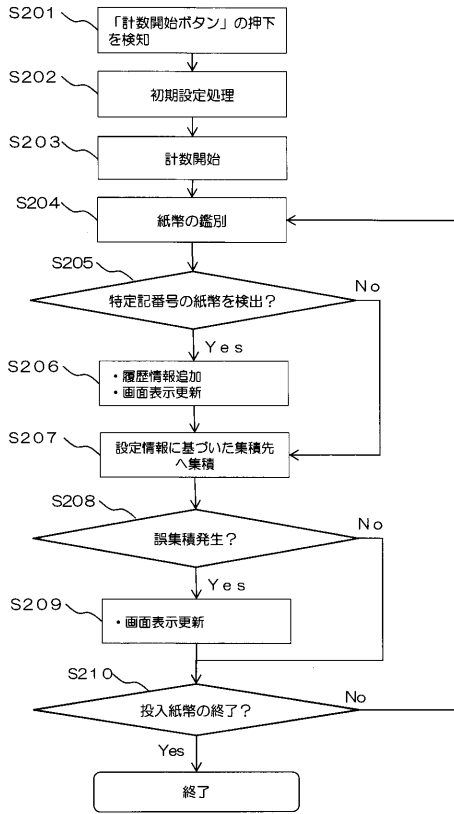 S201
「計数開始ボタン」の押下
を検知
S202
初期設定処理
S203
計数開始
S204
紙幣の鑑別
S205
特定記番号の紙幣を検出？
No
Yes
S206
・履歴情報追加
・画面表示更新
S207
設定情報に基づいた集積先
へ集積
S208
誤集積発生？
No
Yes
S209
・画面表示更新
S210
投入紙幣の終了？
No
Yes
終了